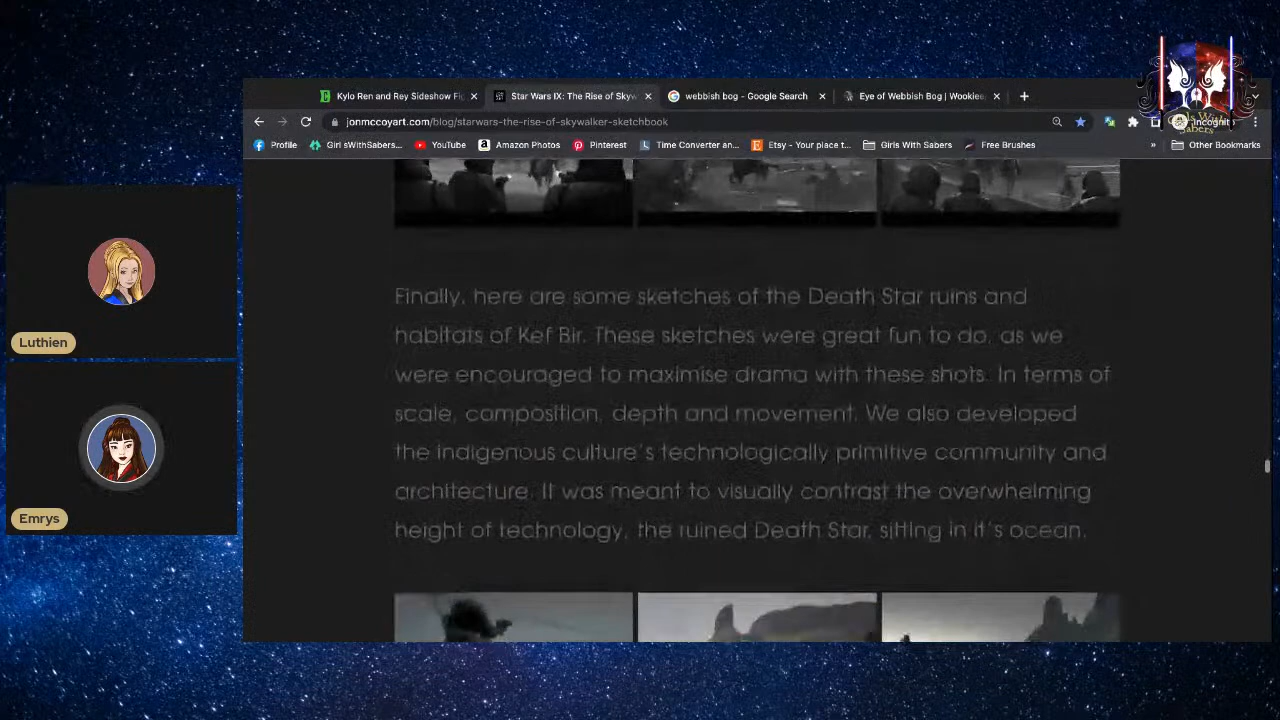 Kylo Ren and Rey Sideshow Fi
Star Wars IX: The Rise of Skyw
webbish bog - Google Search
Eye of Webbish Bog | Wookiee
jonmccoyart.com/blog/starwars-the-rise-of-skywalker-sketchbook
Incognito
Profile
Girl sWithSabers...
YouTube
Amazon Photos
Pinterest
Time Converter an...
Etsy - Your place t...
Girls With Sabers
Free Brushes
»
Other Bookmarks
Finally, here are some sketches of the Death Star ruins and
habitats of Kef Bir. These sketches were great fun to do, as we
were encouraged to maximise drama with these shots. In terms of
scale, composition, depth and movement. We also developed
the indigenous culture's technologically primitive community and
architecture. It was meant to visually contrast the overwhelming
height of technology, the ruined Death Star, sitting in it's ocean.
Luthien
Emrys